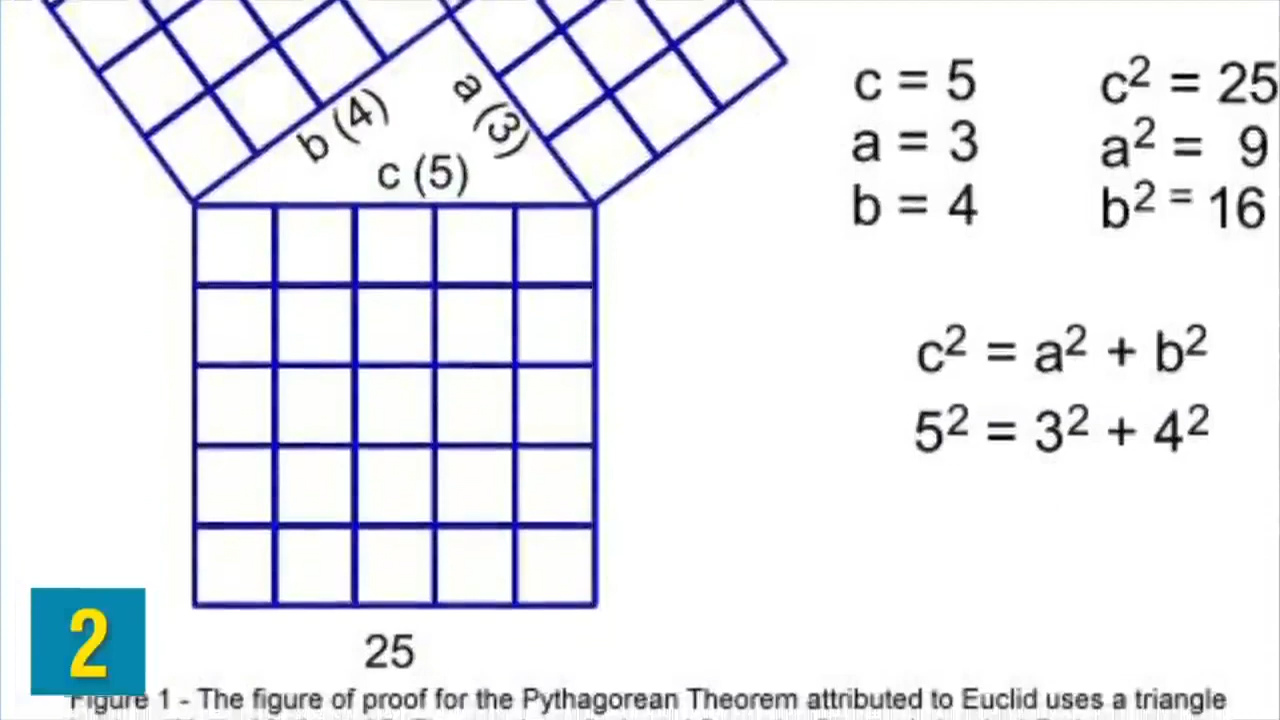 b (4)
a (3)
c (5)
c = 5
a = 3
b = 4
c² = 25
a² = 9
b² = 16
c² = a² + b²
5² = 3² + 4²
25
2
Figure 1 - The figure of proof for the Pythagorean Theorem attributed to Euclid uses a triangle